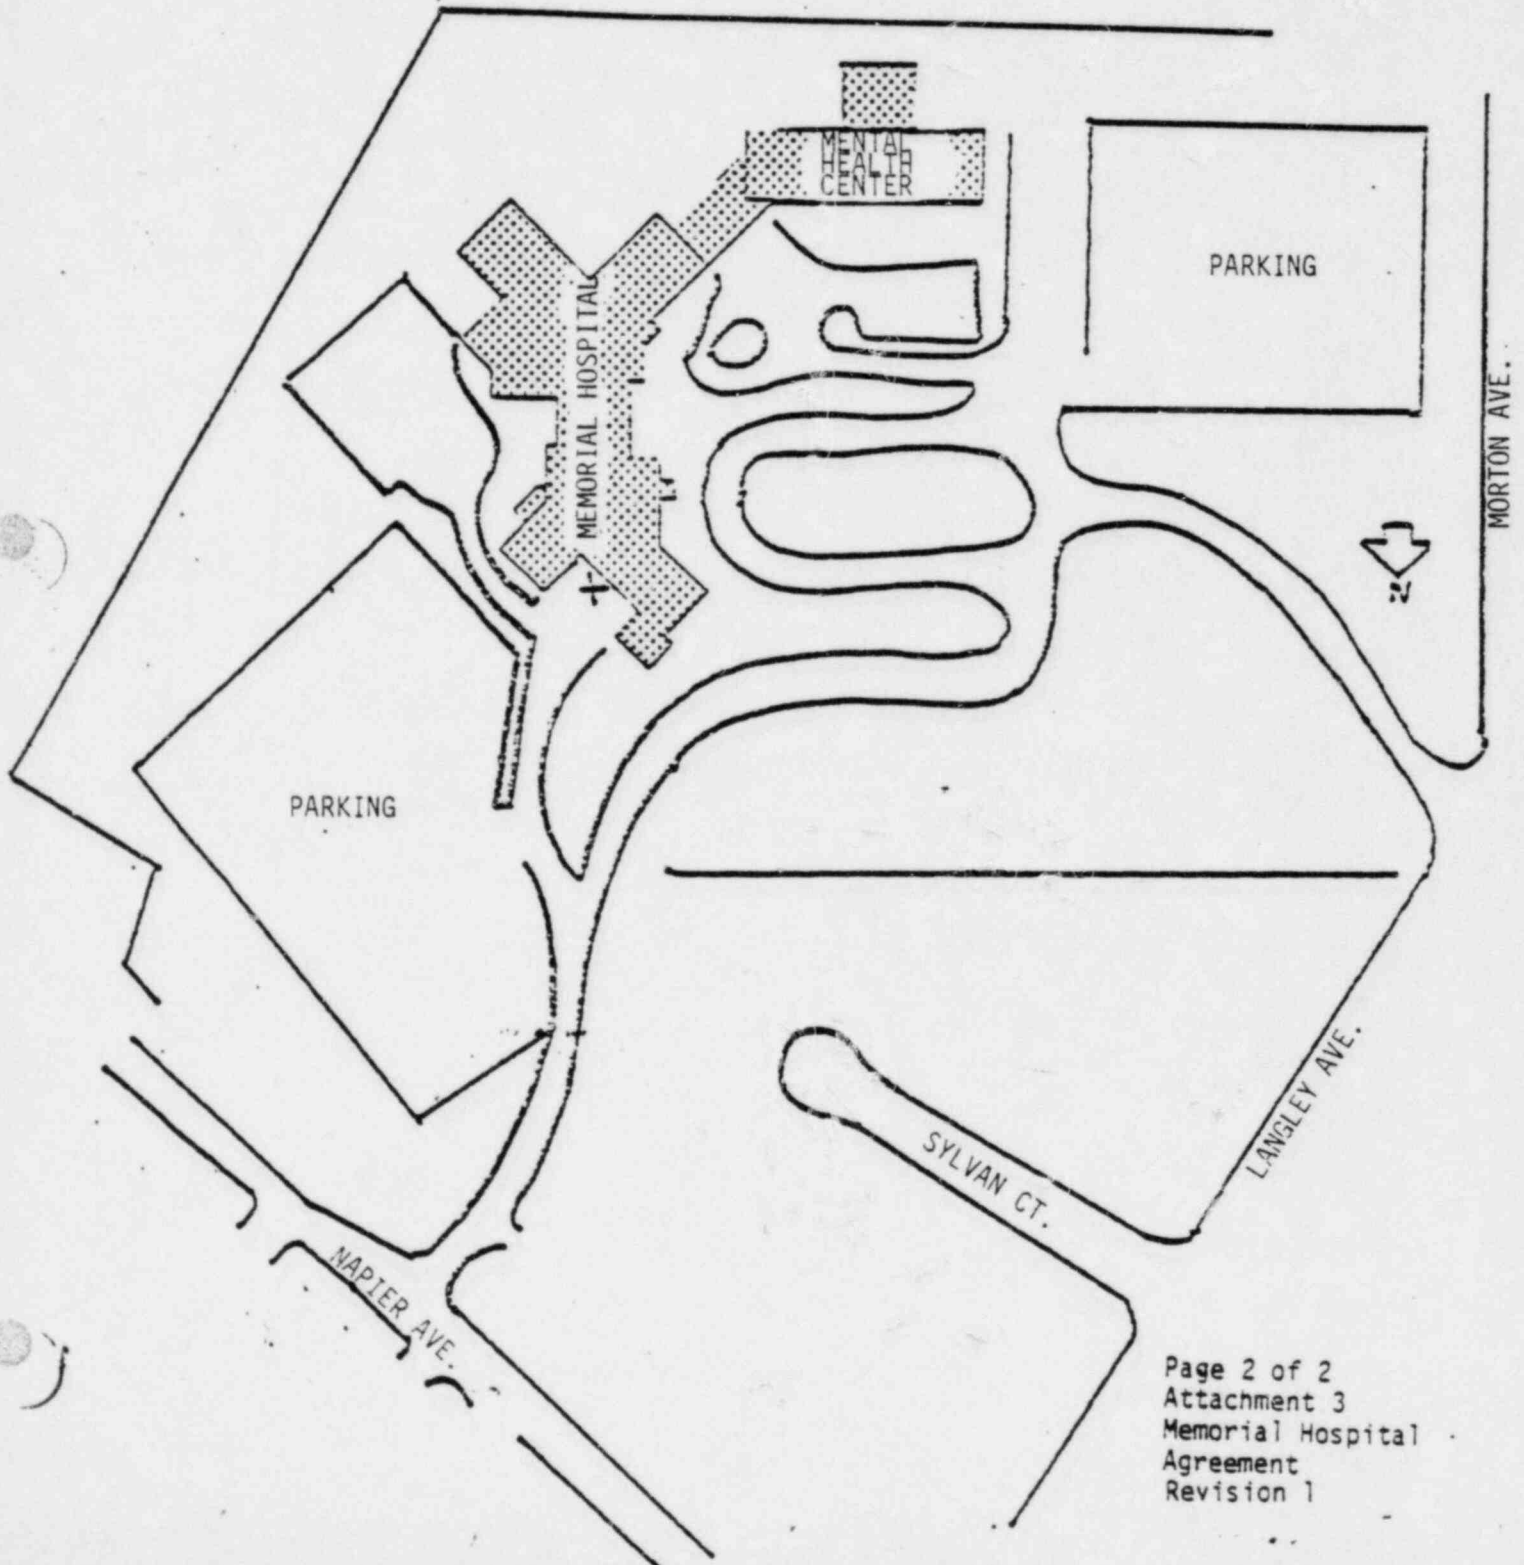 MENTAL
HEALTH
CENTER
PARKING
MEMORIAL HOSPITAL
MORTON AVE.
N
PARKING
LANGLEY AVE.
SYLVAN CT.
NAPIER AVE.
Page 2 of 2
Attachment 3
Memorial Hospital
Agreement
Revision 1